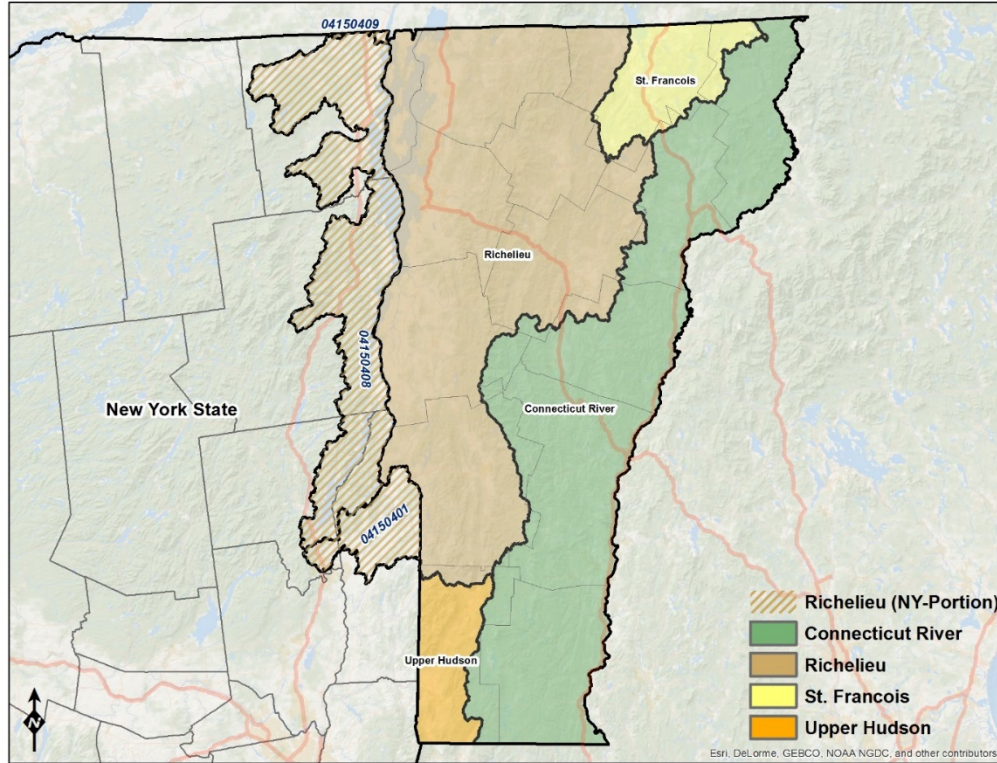 04150409
St. Francois
Richelieu
04150408
New York State
Connecticut River
04150401
Upper Hudson
N
Richelieu (NY-Portion)
Connecticut River
Richelieu
St. Francois
Upper Hudson
Esri, DeLorme, GEBCO, NOAA NGDC, and other contributors